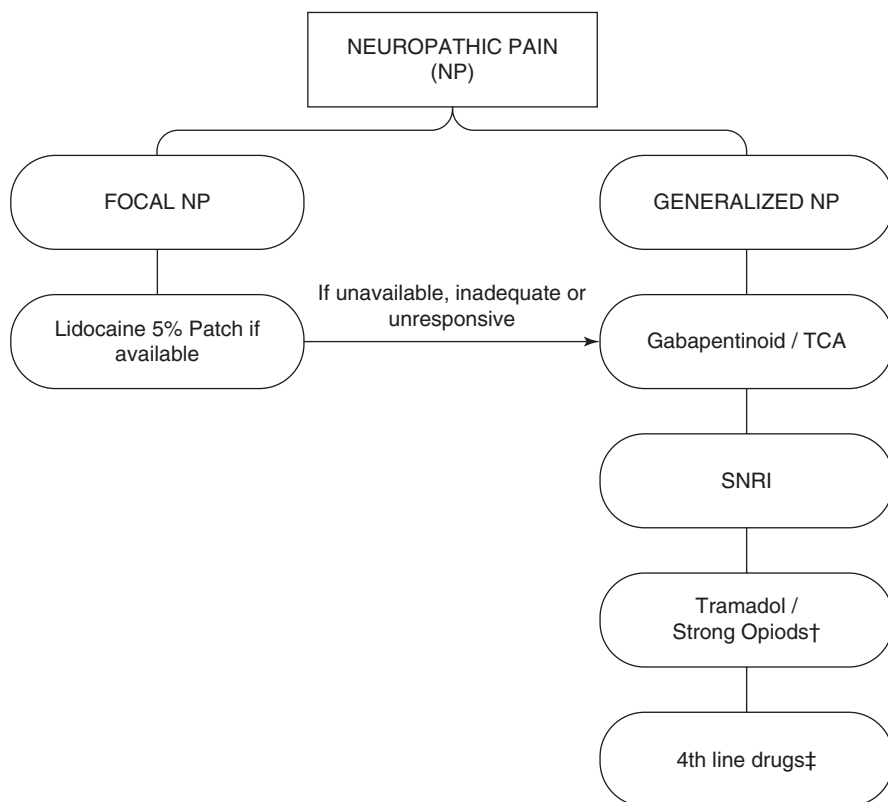 NEUROPATHIC PAIN
(NP)
FOCAL NP
GENERALIZED NP
Lidocaine 5% Patch if
available
If unavailable, inadequate or
unresponsive
Gabapentinoid / TCA
SNRI
Tramadol /
Strong Opiods†
4th line drugs‡